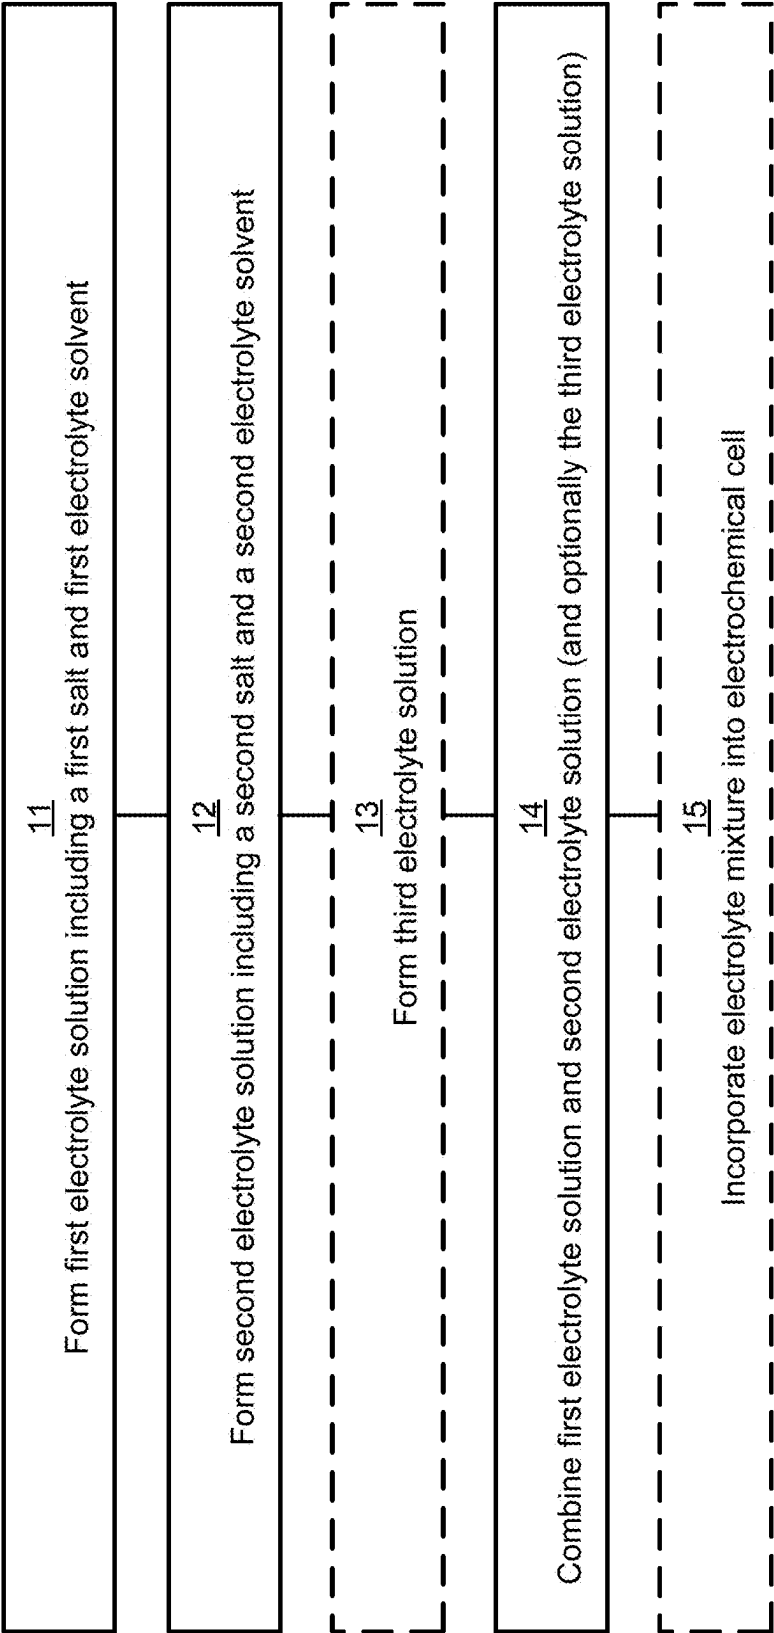 11
Form first electrolyte solution including a first salt and first electrolyte solvent
12
Form second electrolyte solution including a second salt and a second electrolyte solvent
13
Form third electrolyte solution
14
Combine first electrolyte solution and second electrolyte solution (and optionally the third electrolyte solution)
15
Incorporate electrolyte mixture into electrochemical cell